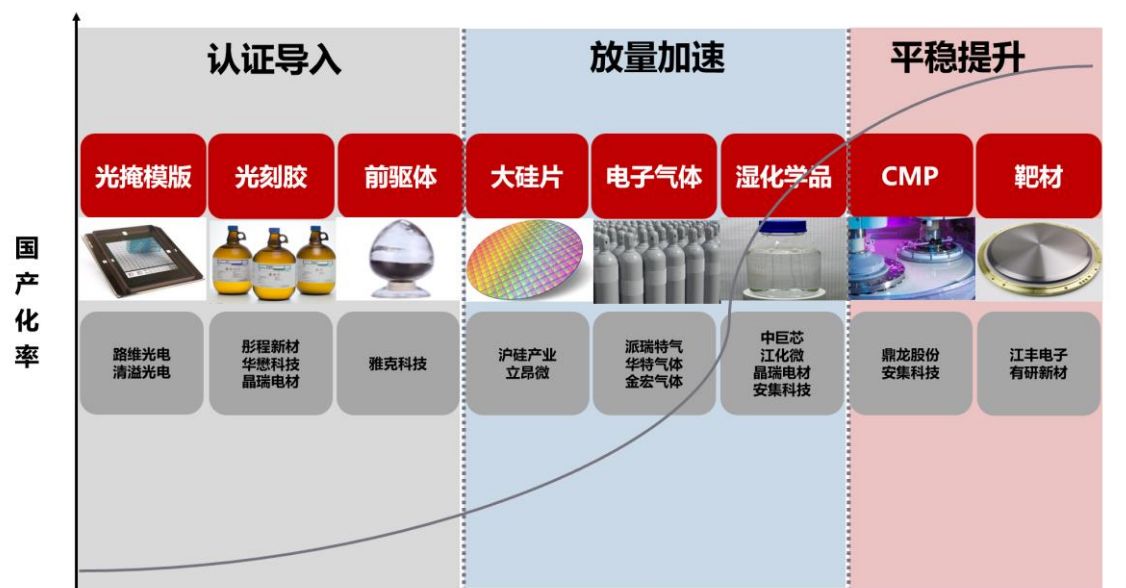 认证导入
放量加速
平稳提升
光掩模版
光刻胶
前驱体
大硅片
电子气体
湿化学品
CMP
靶材
国
产
化
率
路维光电
清溢光电
彤程新材
华懋科技
晶瑞电材
雅克科技
沪硅产业
立昂微
派瑞特气
华特气体
金宏气体
中巨芯
江化微
晶瑞电材
安集科技
鼎龙股份
安集科技
江丰电子
有研新材